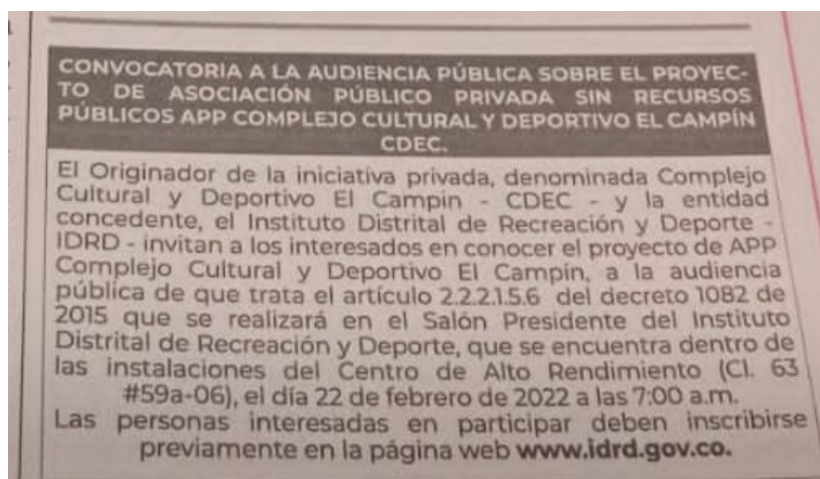 CONVOCATORIA A LA AUDIENCIA PÚBLICA SOBRE EL PROYEC-
TO DE ASOCIACIÓN PÚBLICO PRIVADA SIN RECURSOS
PÚBLICOS APP COMPLEJO CULTURAL Y DEPORTIVO EL CAMPÍN
CDEC.
El Originador de la iniciativa privada, denominada Complejo
Cultural y Deportivo El Campin - CDEC - y la entidad
concedente, el Instituto Distrital de Recreación y Deporte -
IDRD - invitan a los interesados en conocer el proyecto de APP
Complejo Cultural y Deportivo El Campín, a la audiencia
pública de que trata el artículo 2.2.2.1.5.6 del decreto 1082 de
2015 que se realizará en el Salón Presidente del Instituto
Distrital de Recreación y Deporte, que se encuentra dentro de
las instalaciones del Centro de Alto Rendimiento (Cl. 63
#59a-06), el día 22 de febrero de 2022 a las 7:00 a.m.
Las personas interesadas en participar deben inscribirse
previamente en la página web www.idrd.gov.co.